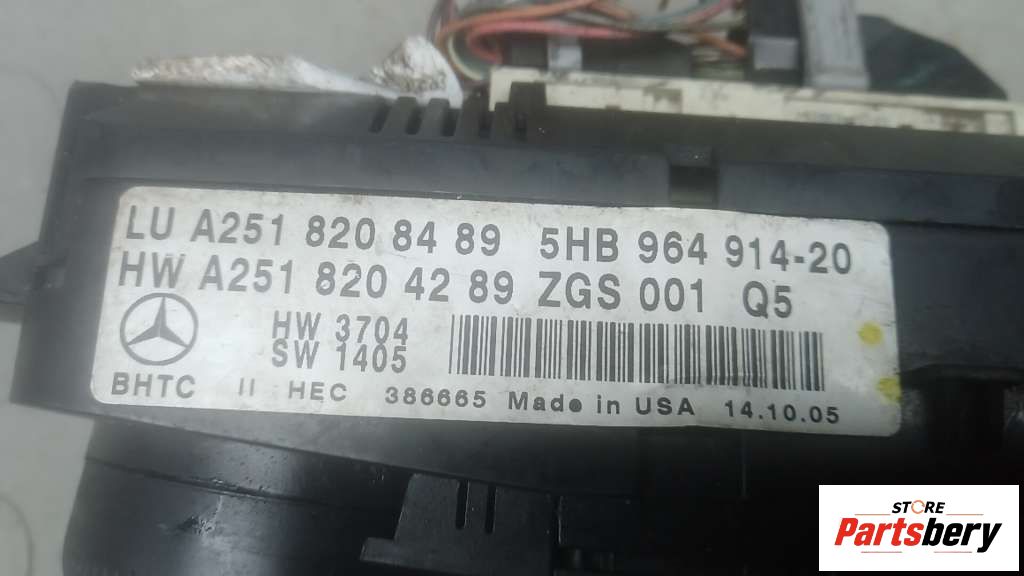 LU A251 820 84 89 5HB 964 914-20
HW A251 820 42 89 ZGS 001 Q5
HW 3704
SW 1405
BHTC II HEC 386665 Made in USA 14.10.05
STORE
Partsbery